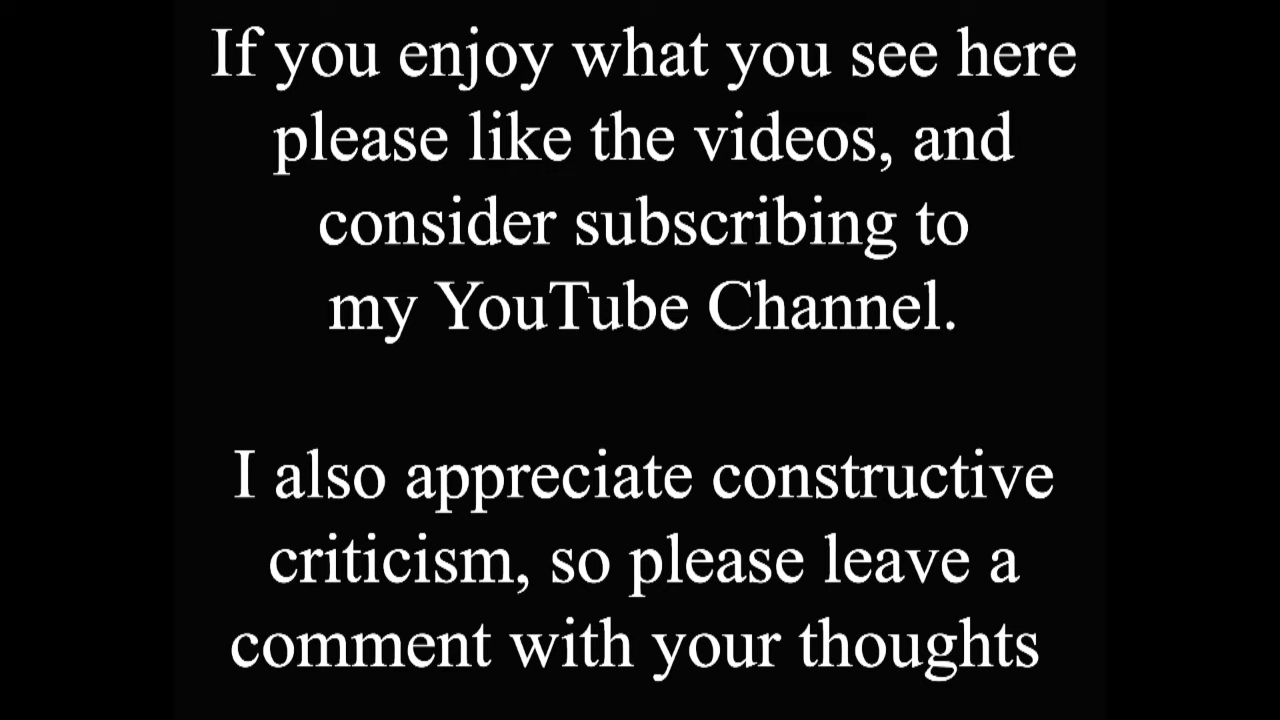 If you enjoy what you see here
please like the videos, and
consider subscribing to
my YouTube Channel.
I also appreciate constructive
criticism, so please leave a
comment with your thoughts